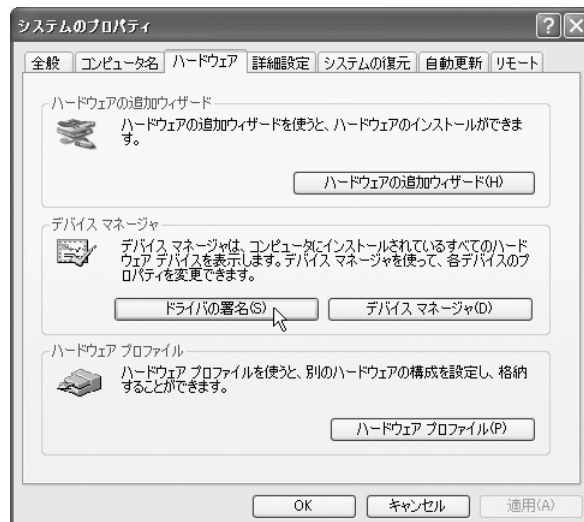 システムのプロパティ
全般 コンピュータ名 ハードウェア 詳細設定 システムの復元 自動更新 リモート
ハードウェアの追加ウィザード
ハードウェアの追加ウィザードを使うと、ハードウェアのインストールができま
す。
ハードウェアの追加ウィザード(H)
デバイス マネージャ
デバイス マネージャは、コンピュータにインストールされているすべてのハード
ウェア デバイスを表示します。デバイス マネージャを使って、各デバイスのプ
ロパティを変更できます。
ドライバの署名(S) デバイス マネージャ(D)
ハードウェア プロファイル
ハードウェア プロファイルを使うと、別のハードウェアの構成を設定し、格納
することができます。
ハードウェア プロファイル(P)
OK キャンセル 適用(A)